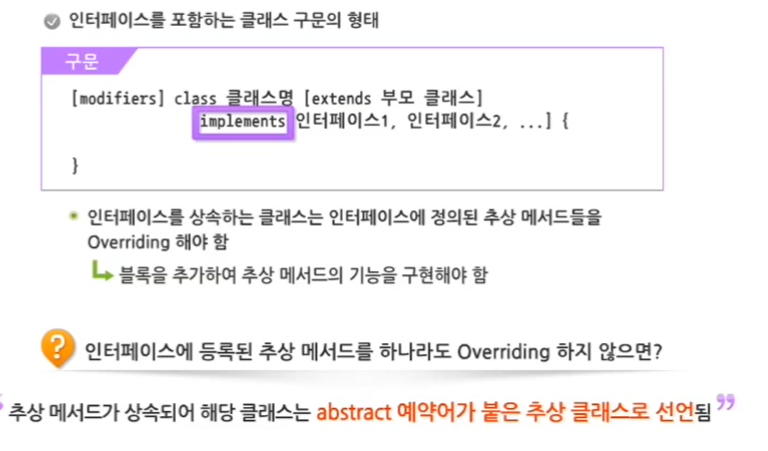 인터페이스를 포함하는 클래스 구문의 형태
구문
[modifiers] class 클래스명 [extends 부모 클래스]
implements 인터페이스1, 인터페이스2, ...] {
}
인터페이스를 상속하는 클래스는 인터페이스에 정의된 추상 메서드들을
Overriding 해야 함
블록을 추가하여 추상 메서드의 기능을 구현해야 함
? 인터페이스에 등록된 추상 메서드를 하나라도 Overriding 하지 않으면?
추상 메서드가 상속되어 해당 클래스는 abstract 예약어가 붙은 추상 클래스로 선언됨 ”